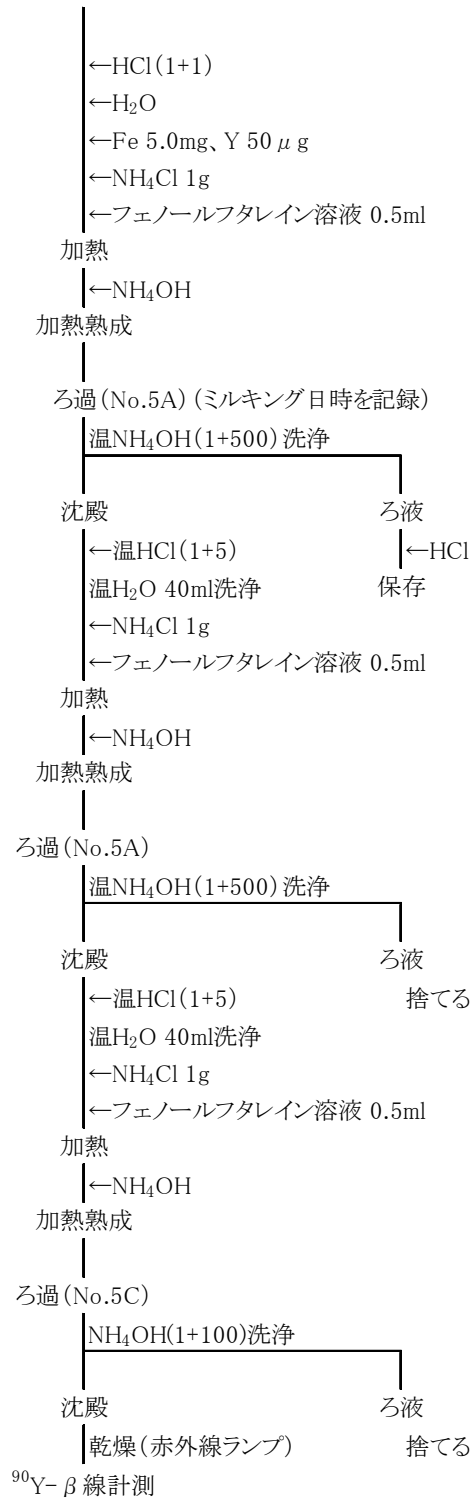 ←HCl(1+1)
←H₂O
←Fe 5.0mg、Y 50μg
←NH₄Cl 1g
←フェノールフタレイン溶液 0.5ml
加熱
←NH₄OH
加熱熟成
ろ過(No.5A) (ミルキング日時を記録)
温NH₄OH(1+500)洗浄
沈殿 ろ液
←温HCl(1+5) ←HCl
温H₂O 40ml洗浄 保存
←NH₄Cl 1g
←フェノールフタレイン溶液 0.5ml
加熱
←NH₄OH
加熱熟成
ろ過(No.5A)
温NH₄OH(1+500)洗浄
沈殿 ろ液
←温HCl(1+5) 捨てる
温H₂O 40ml洗浄
←NH₄Cl 1g
←フェノールフタレイン溶液 0.5ml
加熱
←NH₄OH
加熱熟成
ろ過(No.5C)
NH₄OH(1+100)洗浄
沈殿 ろ液
乾燥(赤外線ランプ) 捨てる
⁹⁰Y-β線計測